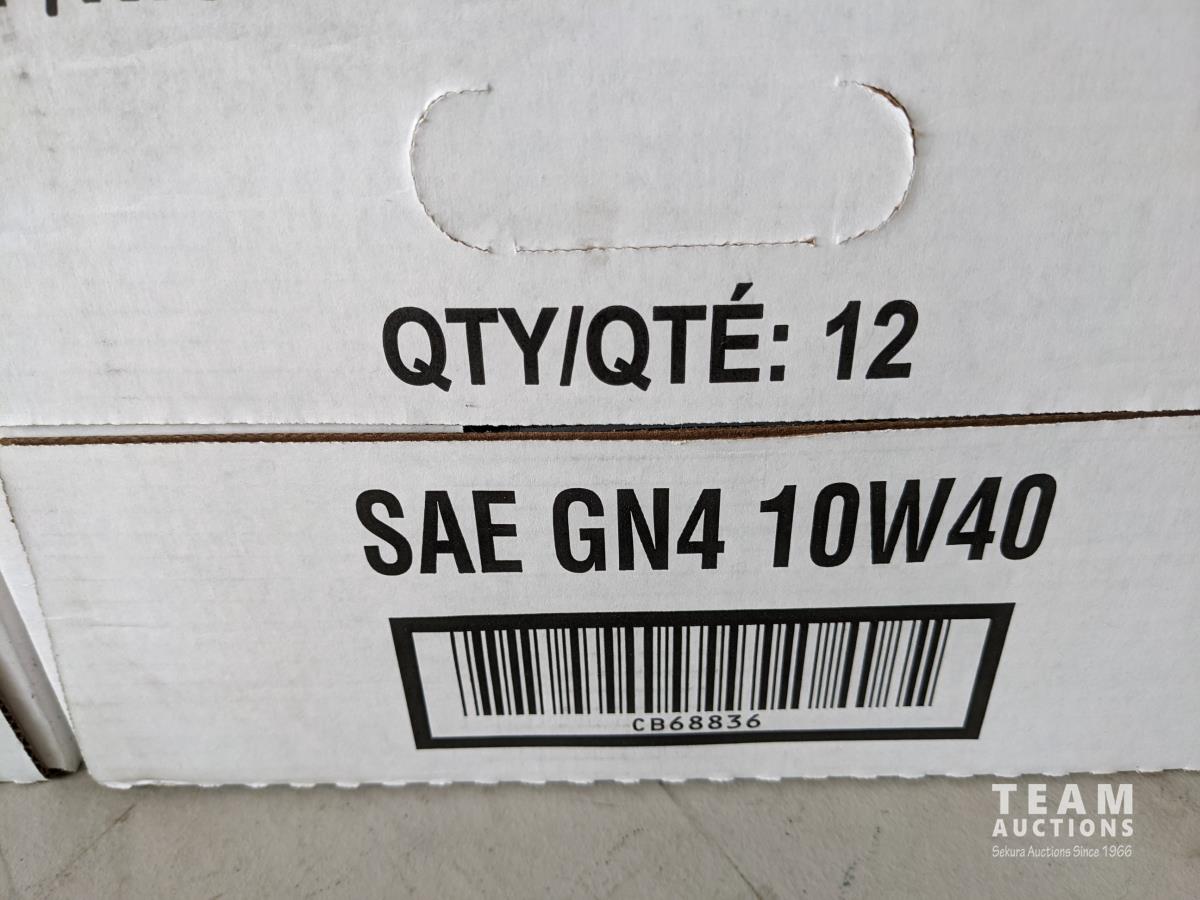 QTY/QTÉ: 12
SAE GN4 10W40
CB68836
TEAM
AUCTIONS
Sekura Auctions Since 1966